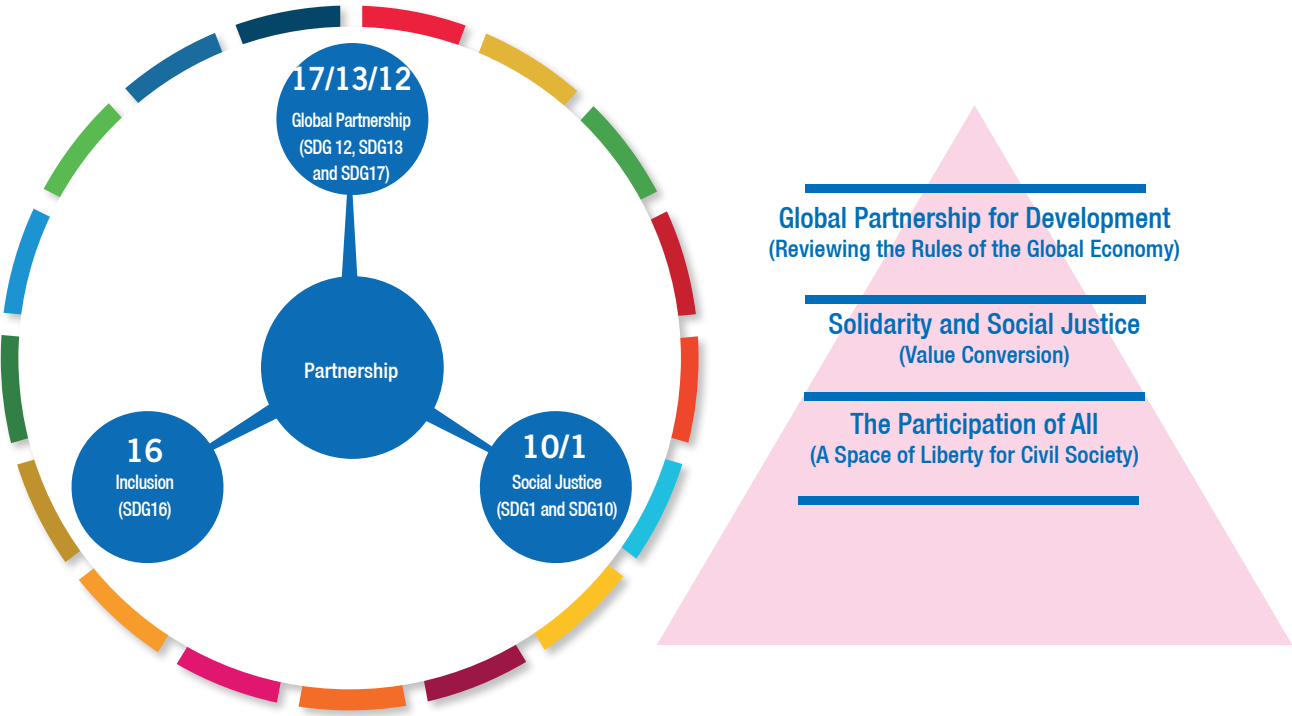 17/13/12
Global Partnership
(SDG 12, SDG13
and SDG17)
Partnership
16
Inclusion
(SDG16)
10/1
Social Justice
(SDG1 and SDG10)
Global Partnership for Development
(Reviewing the Rules of the Global Economy)
Solidarity and Social Justice
(Value Conversion)
The Participation of All
(A Space of Liberty for Civil Society)